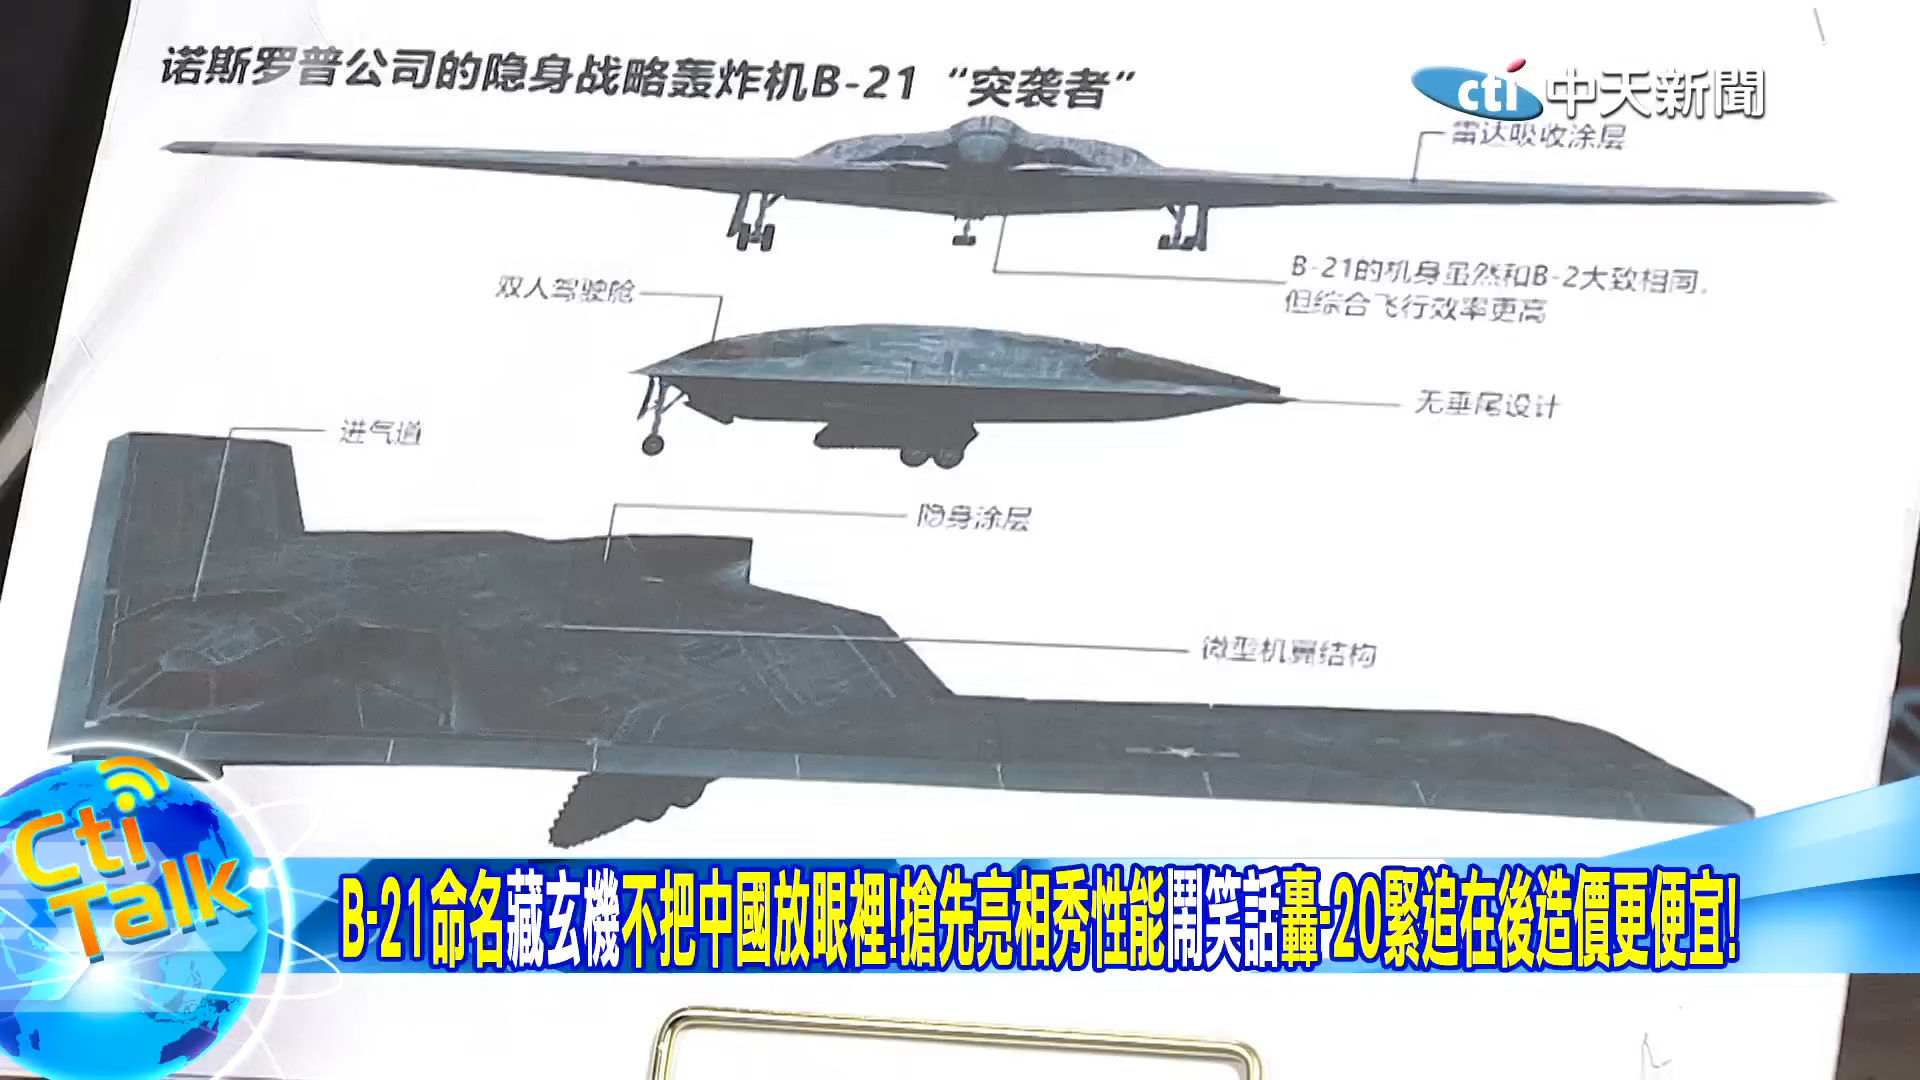 诺斯罗普公司的隐身战略轰炸机B-21“突袭者”
cti 中天新聞
雷达吸收涂层
B-21的机身虽然和B-2大致相同，
但综合飞行效率更高
双人驾驶舱
无垂尾设计
进气道
隐身涂层
微型机翼结构
Cti
Talk
B-21命名藏玄機不把中國放眼裡!搶先亮相秀性能鬧笑話轟-20緊追在後造價更便宜!